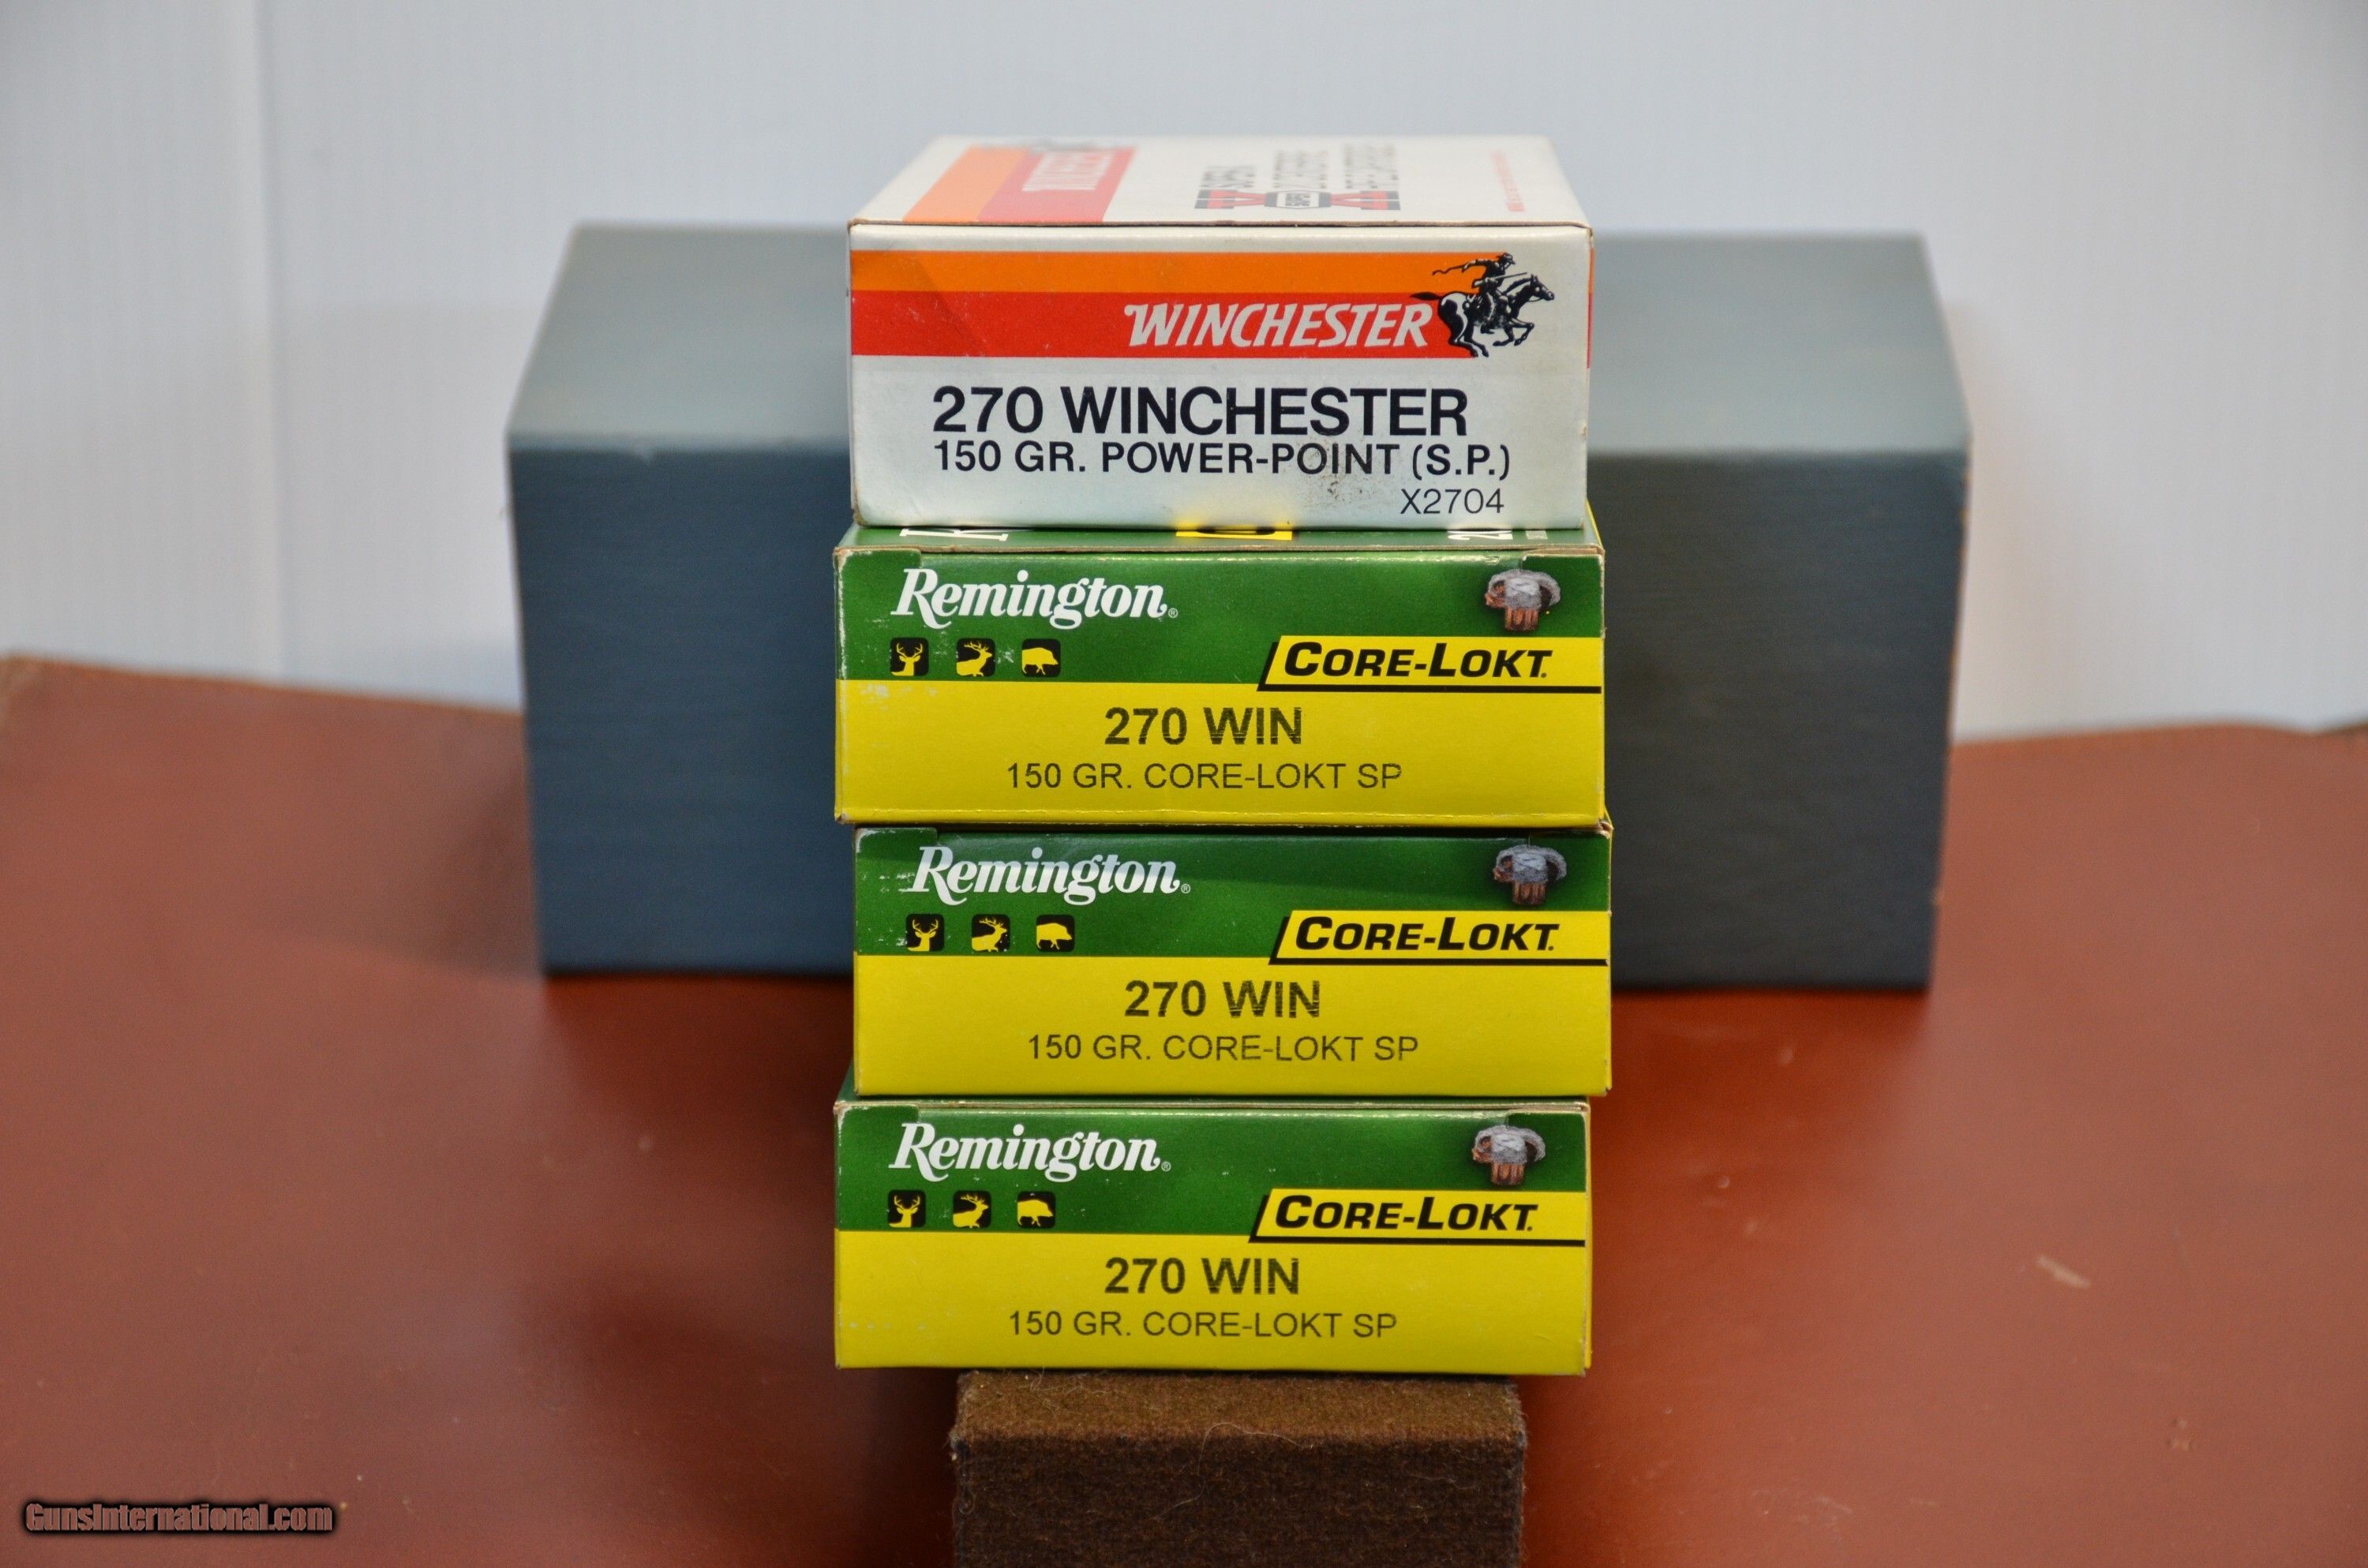 WINCHESTER
270 WINCHESTER
150 GR. POWER-POINT (S.P.)
X2704
Remington®
CORE-LOKT.
270 WIN
150 GR. CORE-LOKT SP
Remington®
CORE-LOKT.
270 WIN
150 GR. CORE-LOKT SP
Remington®
CORE-LOKT.
270 WIN
150 GR. CORE-LOKT SP
GunsInternational.com